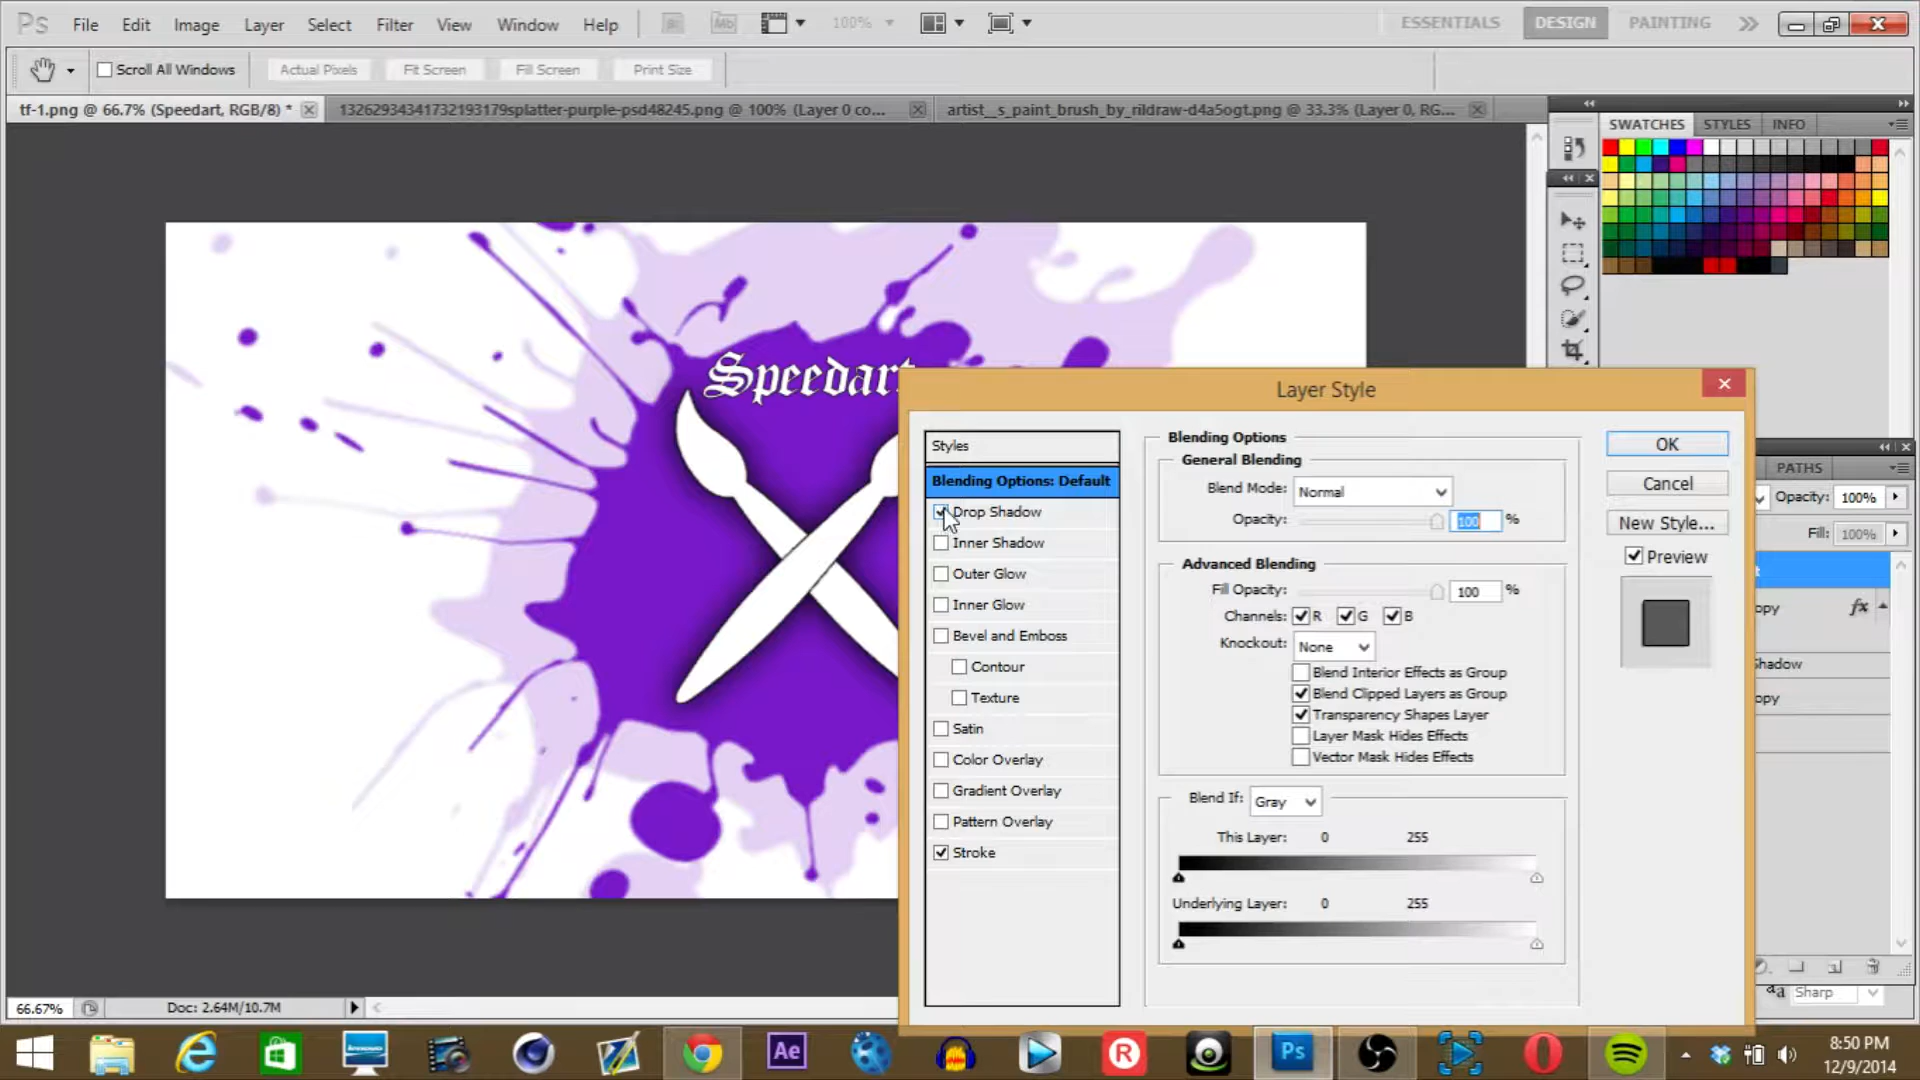 Ps File Edit Image Layer Select Filter View Window Help Br Mb 100% ESSENTIALS DESIGN PAINTING
Scroll All Windows Actual Pixels Fit Screen Fill Screen Print Size
tf-1.png @ 66.7% (Speedart, RGB/8) * 13262934341732193179splatter-purple-psd48245.png @ 100% (Layer 0 co... artist__s_paint_brush_by_rildraw-d4a5ogt.png @ 33.3% (Layer 0, RG...
SWATCHES STYLES INFO
Speedart
Layer Style
Styles
Blending Options: Default
Drop Shadow
Inner Shadow
Outer Glow
Inner Glow
Bevel and Emboss
Contour
Texture
Satin
Color Overlay
Gradient Overlay
Pattern Overlay
Stroke
Blending Options
General Blending
Blend Mode: Normal
Opacity: 100 %
Advanced Blending
Fill Opacity: 100 %
Channels: R G B
Knockout: None
Blend Interior Effects as Group
Blend Clipped Layers as Group
Transparency Shapes Layer
Layer Mask Hides Effects
Vector Mask Hides Effects
Blend If: Gray
This Layer: 0 255
Underlying Layer: 0 255
OK
Cancel
New Style...
Preview
PATHS
Opacity: 100%
Fill: 100%
opy fx
hadow
opy
aa Sharp
66.67% Doc: 2.64M/10.7M
lenovo Ae R Ps
8:50 PM
12/9/2014